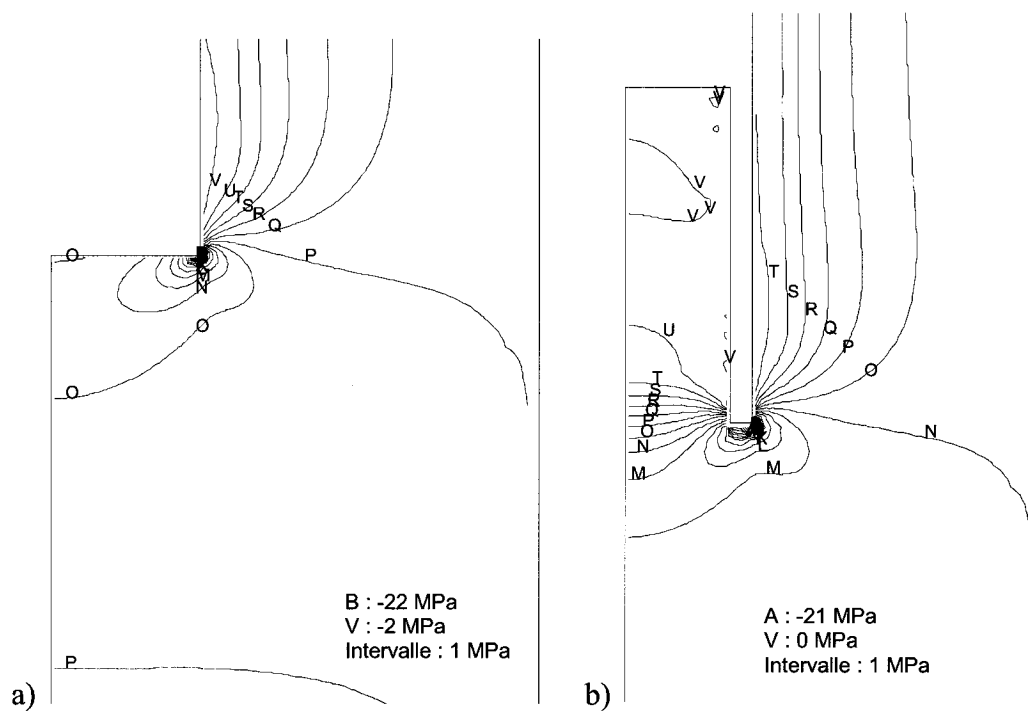 V
U
T
S
R
Q
P
O
M
N
O
O
P
B : -22 MPa
V : -2 MPa
Intervalle : 1 MPa
a)
V
V
V
V
T
S
R
Q
P
O
U
V
T
S
R
Q
P
O
N
M
L
M
N
A : -21 MPa
V : 0 MPa
Intervalle : 1 MPa
b)